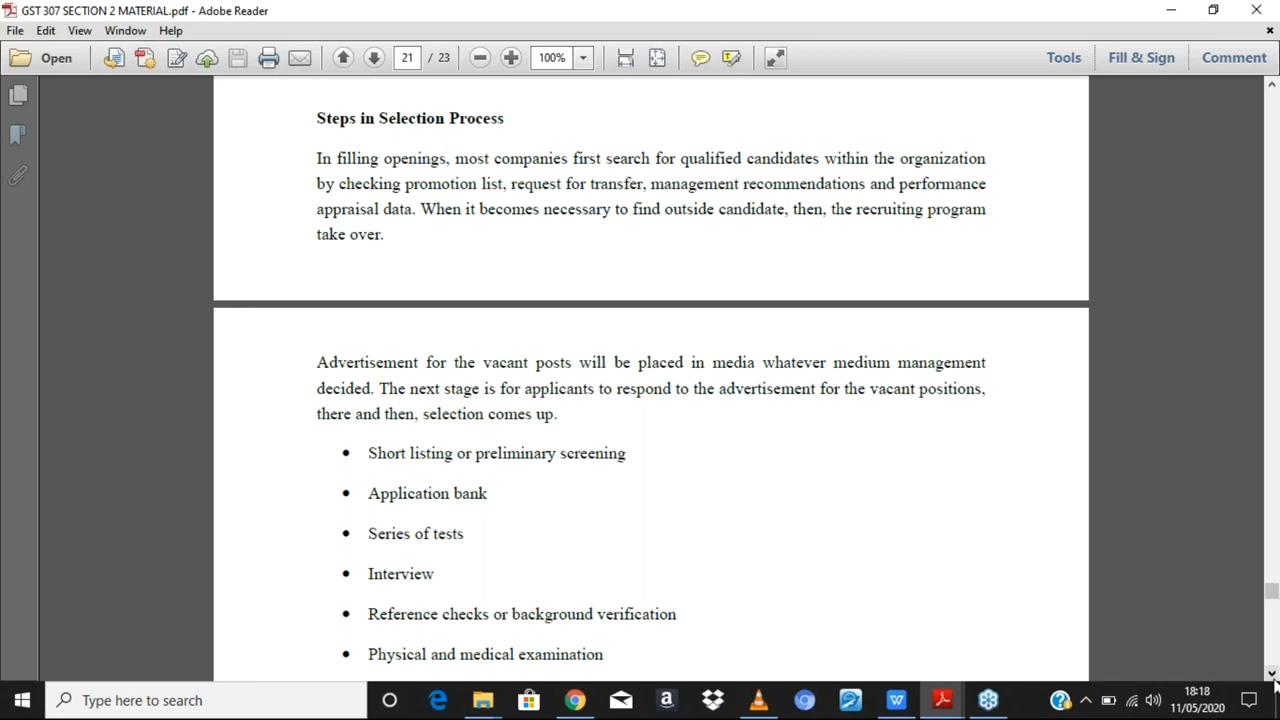 GST 307 SECTION 2 MATERIAL.pdf - Adobe Reader
File Edit View Window Help
Open 21 / 23 100% Tools Fill & Sign Comment
Steps in Selection Process
In filling openings, most companies first search for qualified candidates within the organization
by checking promotion list, request for transfer, management recommendations and performance
appraisal data. When it becomes necessary to find outside candidate, then, the recruiting program
take over.
Advertisement for the vacant posts will be placed in media whatever medium management
decided. The next stage is for applicants to respond to the advertisement for the vacant positions,
there and then, selection comes up.
• Short listing or preliminary screening
• Application bank
• Series of tests
• Interview
• Reference checks or background verification
• Physical and medical examination
Type here to search
18:18
11/05/2020